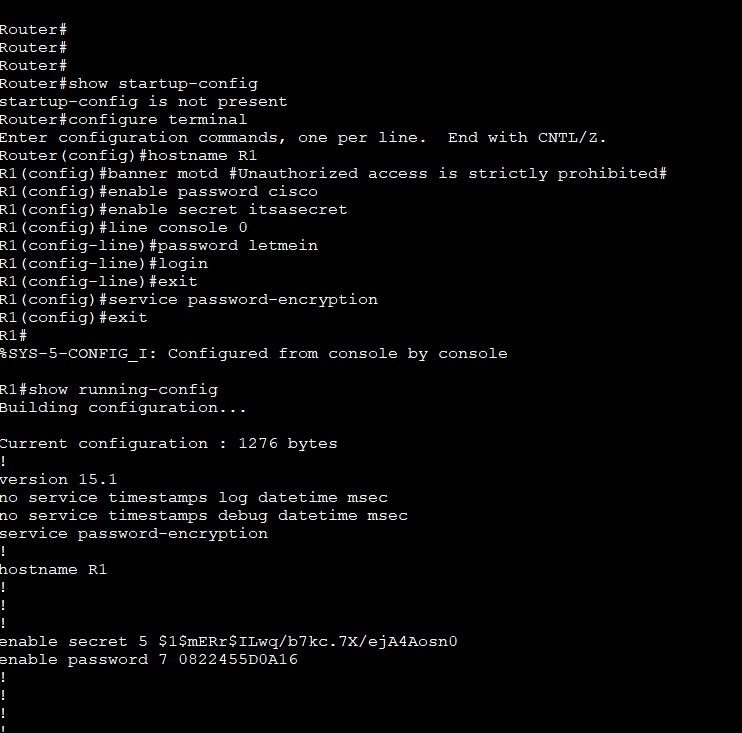 Router#
Router#
Router#
Router#show startup-config
startup-config is not present
Router#configure terminal
Enter configuration commands, one per line.  End with CNTL/Z.
Router(config)#hostname R1
R1(config)#banner motd #Unauthorized access is strictly prohibited#
R1(config)#enable password cisco
R1(config)#enable secret itsasecret
R1(config)#line console 0
R1(config-line)#password letmein
R1(config-line)#login
R1(config-line)#exit
R1(config)#service password-encryption
R1(config)#exit
R1#
%SYS-5-CONFIG_I: Configured from console by console
R1#show running-config
Building configuration...
Current configuration : 1276 bytes
!
version 15.1
no service timestamps log datetime msec
no service timestamps debug datetime msec
service password-encryption
!
hostname R1
!
!
!
enable secret 5 $1$mERr$ILwq/b7kc.7X/ejA4Aosn0
enable password 7 0822455D0A16
!
!
!
!